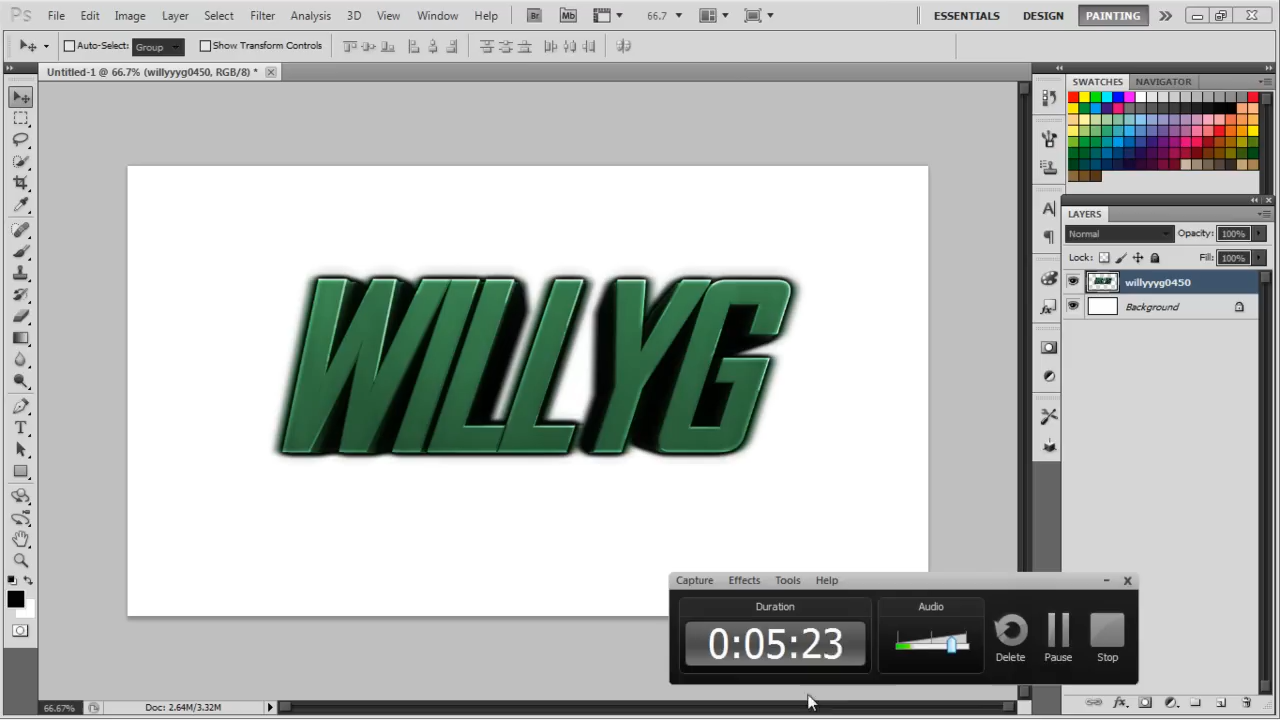 Ps File Edit Image Layer Select Filter Analysis 3D View Window Help Br Mb 66.7 ESSENTIALS DESIGN PAINTING
Auto-Select: Group Show Transform Controls
Untitled-1 @ 66.7% (willyyyg0450, RGB/8) *
SWATCHES NAVIGATOR
LAYERS
Normal Opacity: 100%
Lock: Fill: 100%
willyyyg0450
Background
WILLYG
Capture Effects Tools Help
Duration Audio
0:05:23
Delete Pause Stop
66.67% Doc: 2.64M/3.32M